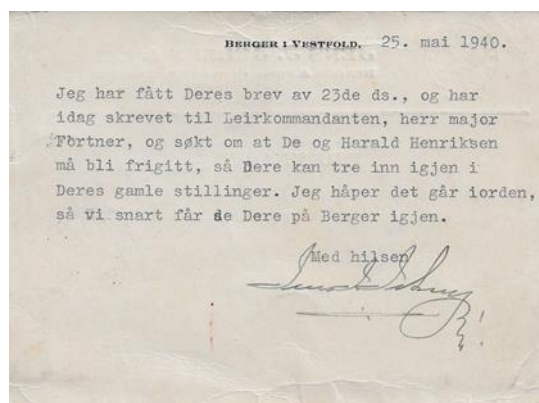 BERGER I VESTFOLD, 25. mai 1940.
Jeg har fått Deres brev av 23de ds., og har
idag skrevet til Leirkommandanten, herr major
Førtner, og søkt om at De og Harald Henriksen
må bli frigitt, så Dere kan tre inn igjen i
Deres gamle stillinger. Jeg håper det går iorden,
så vi snart får se Dere på Berger igjen.
Med hilsen